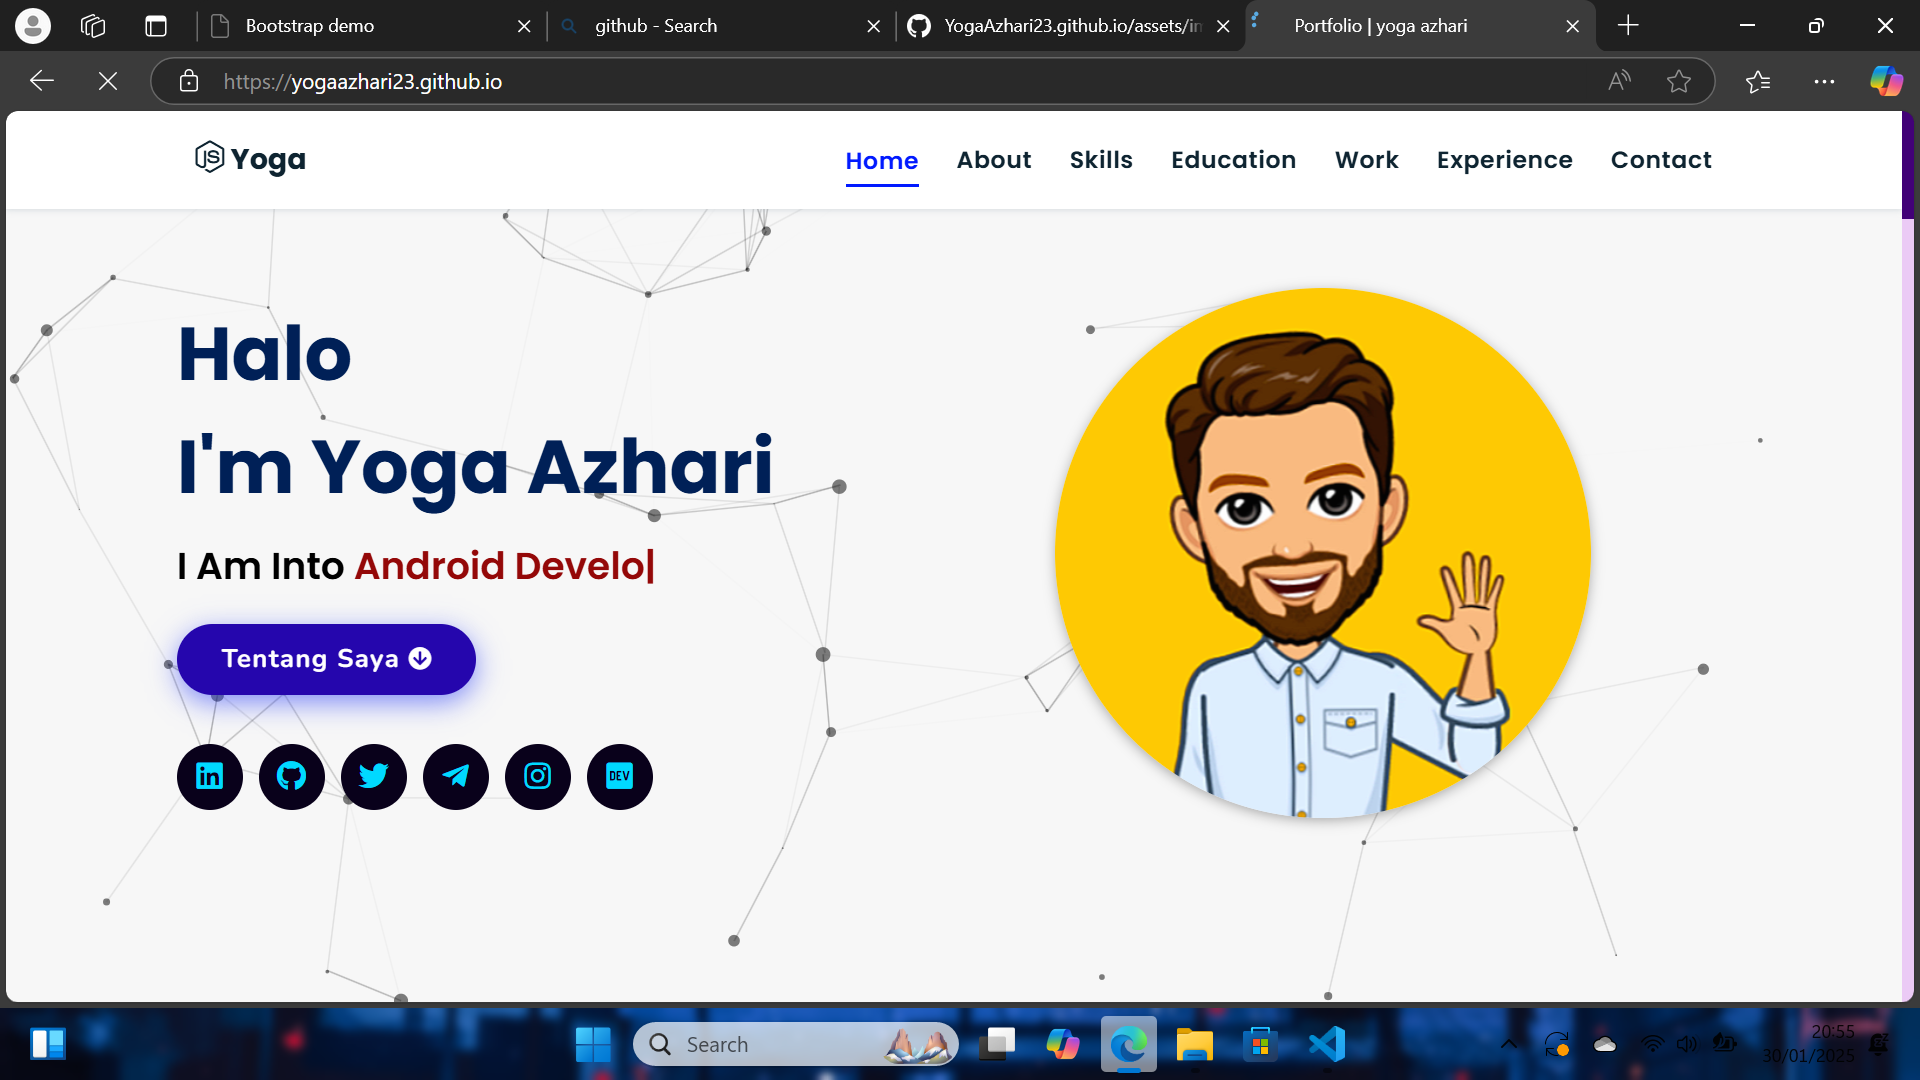 Bootstrap demo
github - Search
YogaAzhari23.github.io/assets/in
Portfolio | yoga azhari
https://yogaazhari23.github.io
Yoga
Home About Skills Education Work Experience Contact
Halo
I'm Yoga Azhari
I Am Into Android Develo|
Tentang Saya
DEV
Search
20:55
30/01/2025